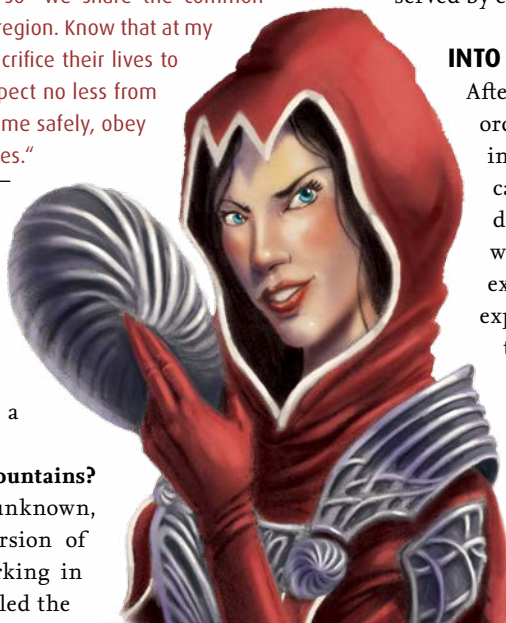 we share the common
region. Know that at my
crifice their lives to
pect no less from
me safely, obey
es.“
a
ountains?
unknown,
rsion of
rking in
led the
served by
INTO
Afte
ord
in
ca
d
w
ex
exp
t